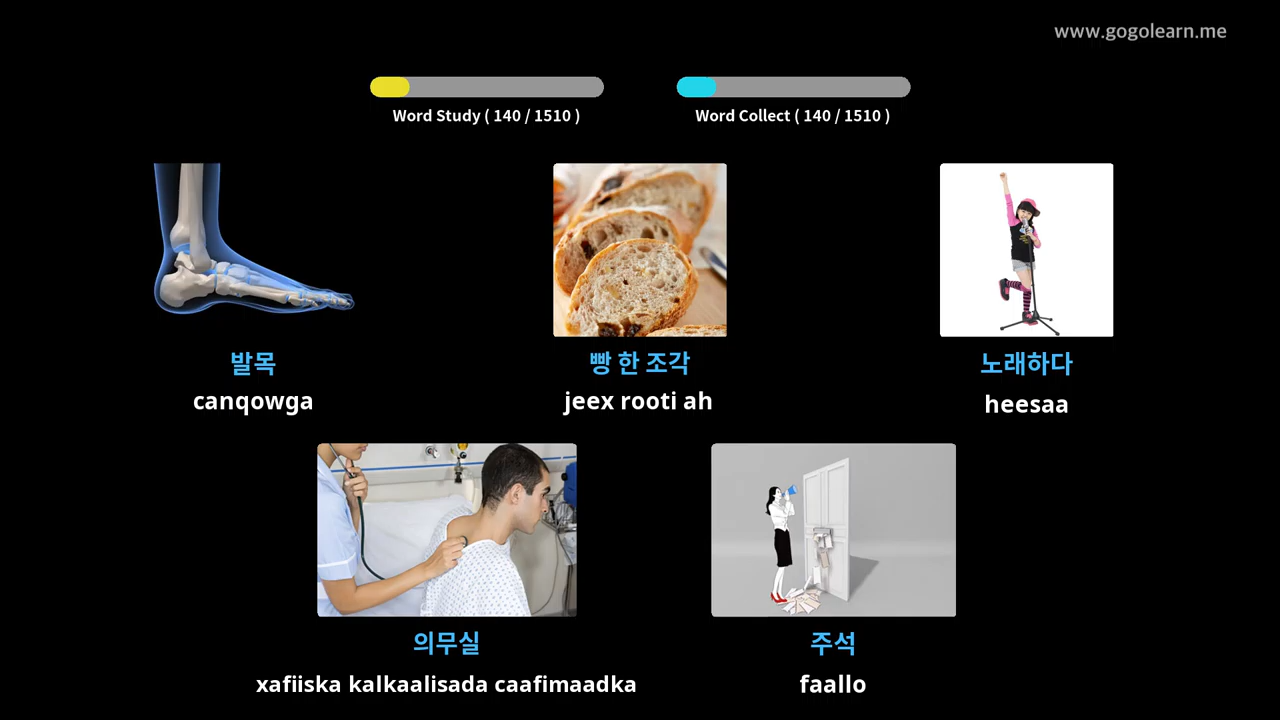 www.gogolearn.me
Word Study ( 140 / 1510 )
Word Collect ( 140 / 1510 )
발목
canqowga
빵 한 조각
jeex rooti ah
노래하다
heesaa
의무실
xafiiska kalkaalisada caafimaadka
주석
faallo